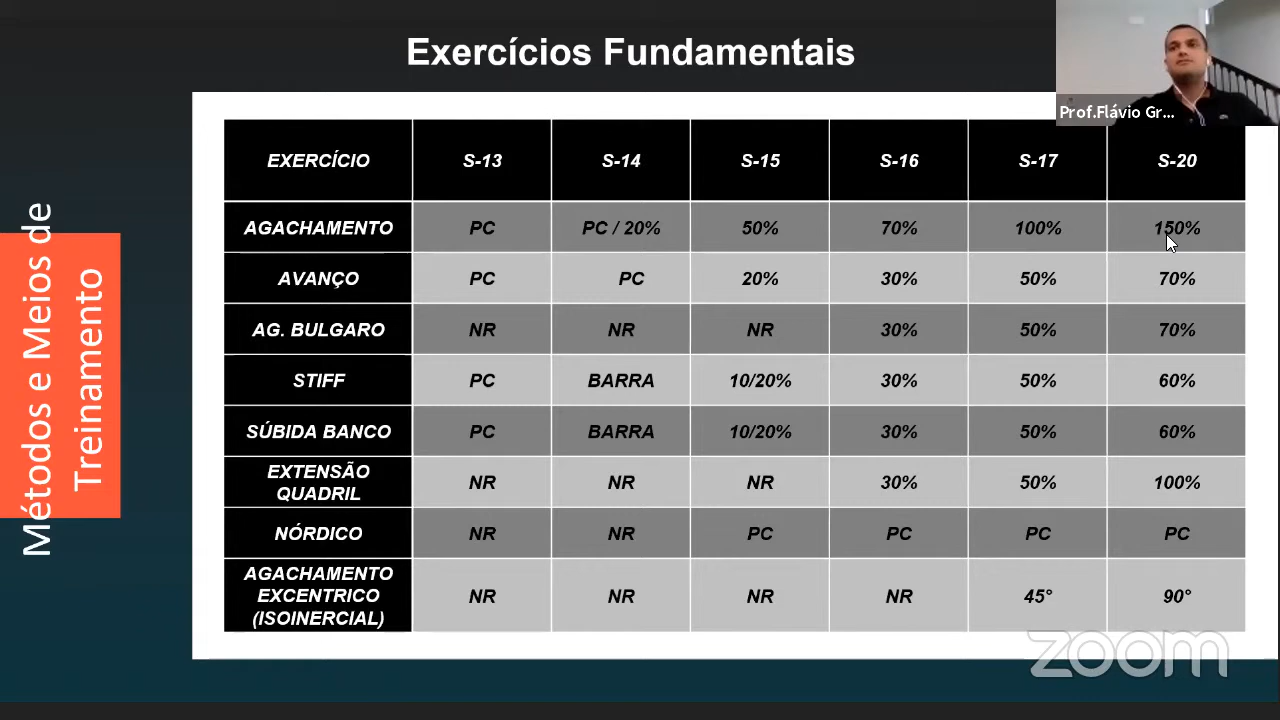 Exercícios Fundamentais
Prof.Flávio Gr...
Métodos e Meios de
Treinamento
EXERCÍCIO S-13 S-14 S-15 S-16 S-17 S-20
AGACHAMENTO PC PC / 20% 50% 70% 100% 150%
AVANÇO PC PC 20% 30% 50% 70%
AG. BULGARO NR NR NR 30% 50% 70%
STIFF PC BARRA 10/20% 30% 50% 60%
SÚBIDA BANCO PC BARRA 10/20% 30% 50% 60%
EXTENSÃO
QUADRIL NR NR NR 30% 50% 100%
NÓRDICO NR NR PC PC PC PC
AGACHAMENTO
EXCENTRICO NR NR NR NR 45° 90°
(ISOINERCIAL)
zoom